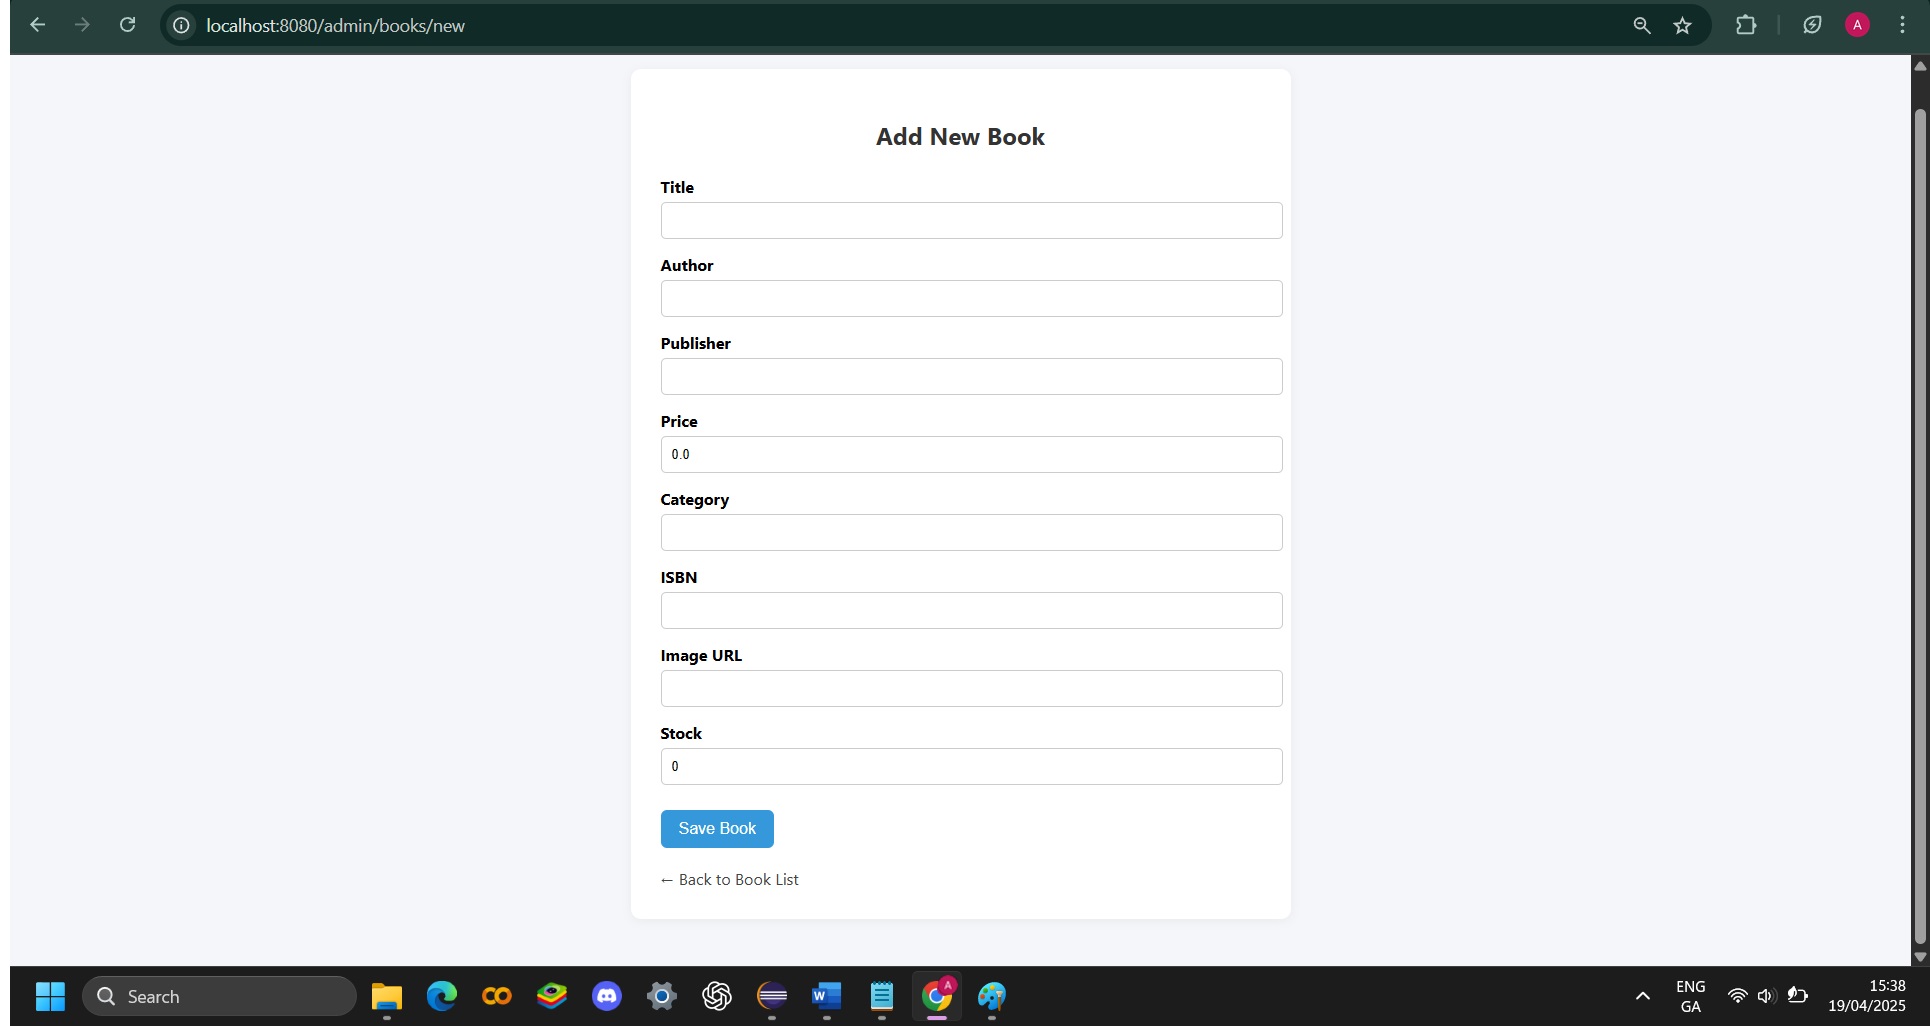 localhost:8080/admin/books/new
A
Add New Book
Title
Author
Publisher
Price
0.0
Category
ISBN
Image URL
Stock
0
Save Book
← Back to Book List
Search
W
A
ENG
GA
15:38
19/04/2025